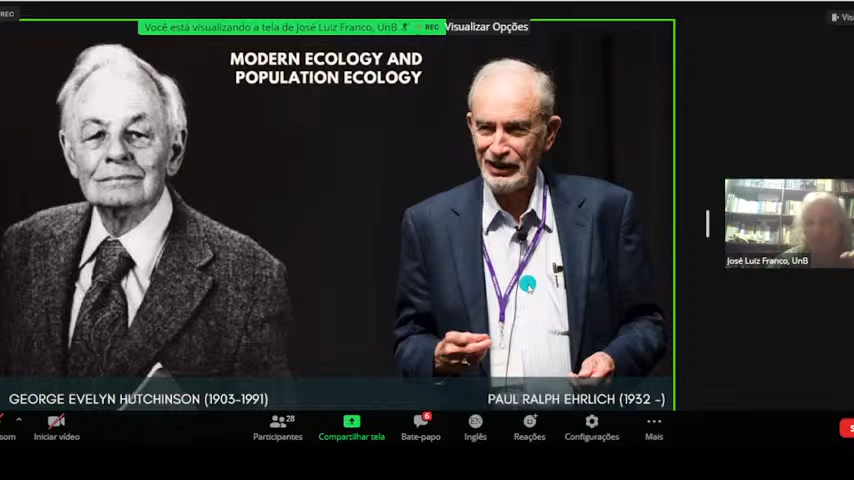 REC
Você está visualizando a tela de José Luiz Franco, UnB
REC
Visualizar Opções
MODERN ECOLOGY AND
POPULATION ECOLOGY
José Luiz Franco, UnB
GEORGE EVELYN HUTCHINSON (1903-1991)
PAUL RALPH EHRLICH (1932 -)
28
6
EN
som
Iniciar vídeo
Participantes
Compartilhar tela
Bate-papo
Inglês
Reações
Configurações
Mais